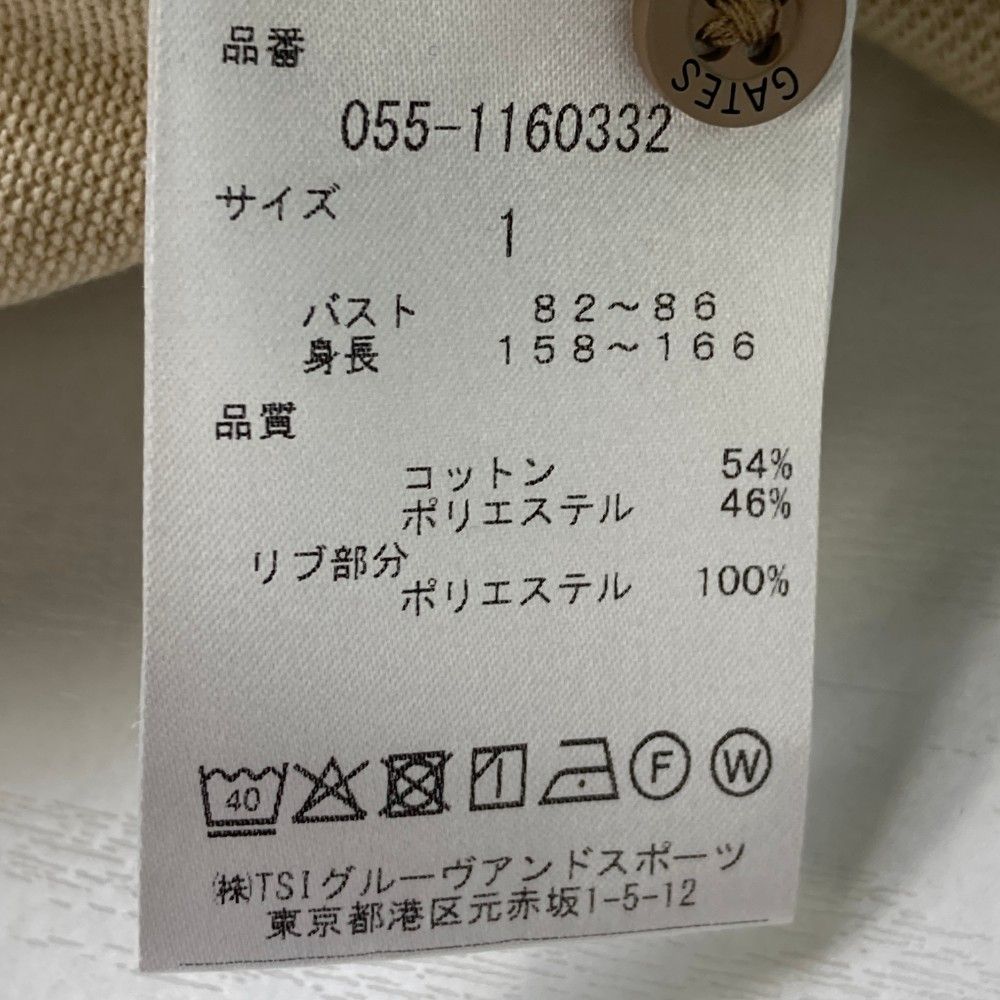 GATES
品番
055-1160332
サイズ
1
バスト 82～86
身長 158～166
品質
コットン 54%
ポリエステル 46%
リブ部分
ポリエステル 100%
40 F W
㈱TSIグルーヴアンドスポーツ
東京都港区元赤坂1-5-12